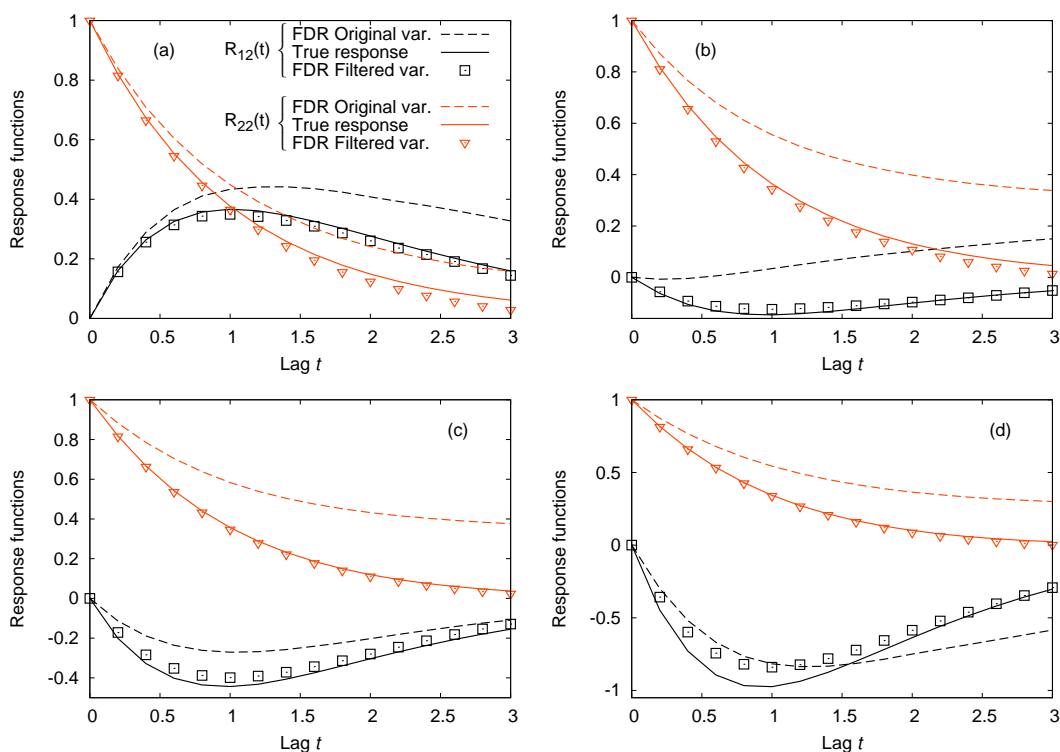 (a)
R12(t)
FDR Original var.
True response
FDR Filtered var.
R22(t)
FDR Original var.
True response
FDR Filtered var.
Response functions
1
0.8
0.6
0.4
0.2
0
0 0.5 1 1.5 2 2.5 3
Lag t
(b)
Response functions
1
0.8
0.6
0.4
0.2
0
0 0.5 1 1.5 2 2.5 3
Lag t
(c)
Response functions
1
0.8
0.6
0.4
0.2
0
-0.2
-0.4
0 0.5 1 1.5 2 2.5 3
Lag t
(d)
Response functions
1
0.5
0
-0.5
-1
0 0.5 1 1.5 2 2.5 3
Lag t